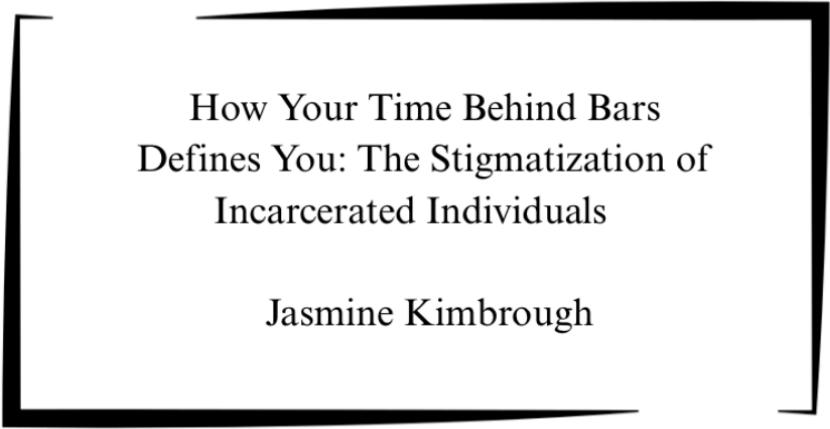 How Your Time Behind Bars
Defines You: The Stigmatization of
Incarcerated Individuals
Jasmine Kimbrough